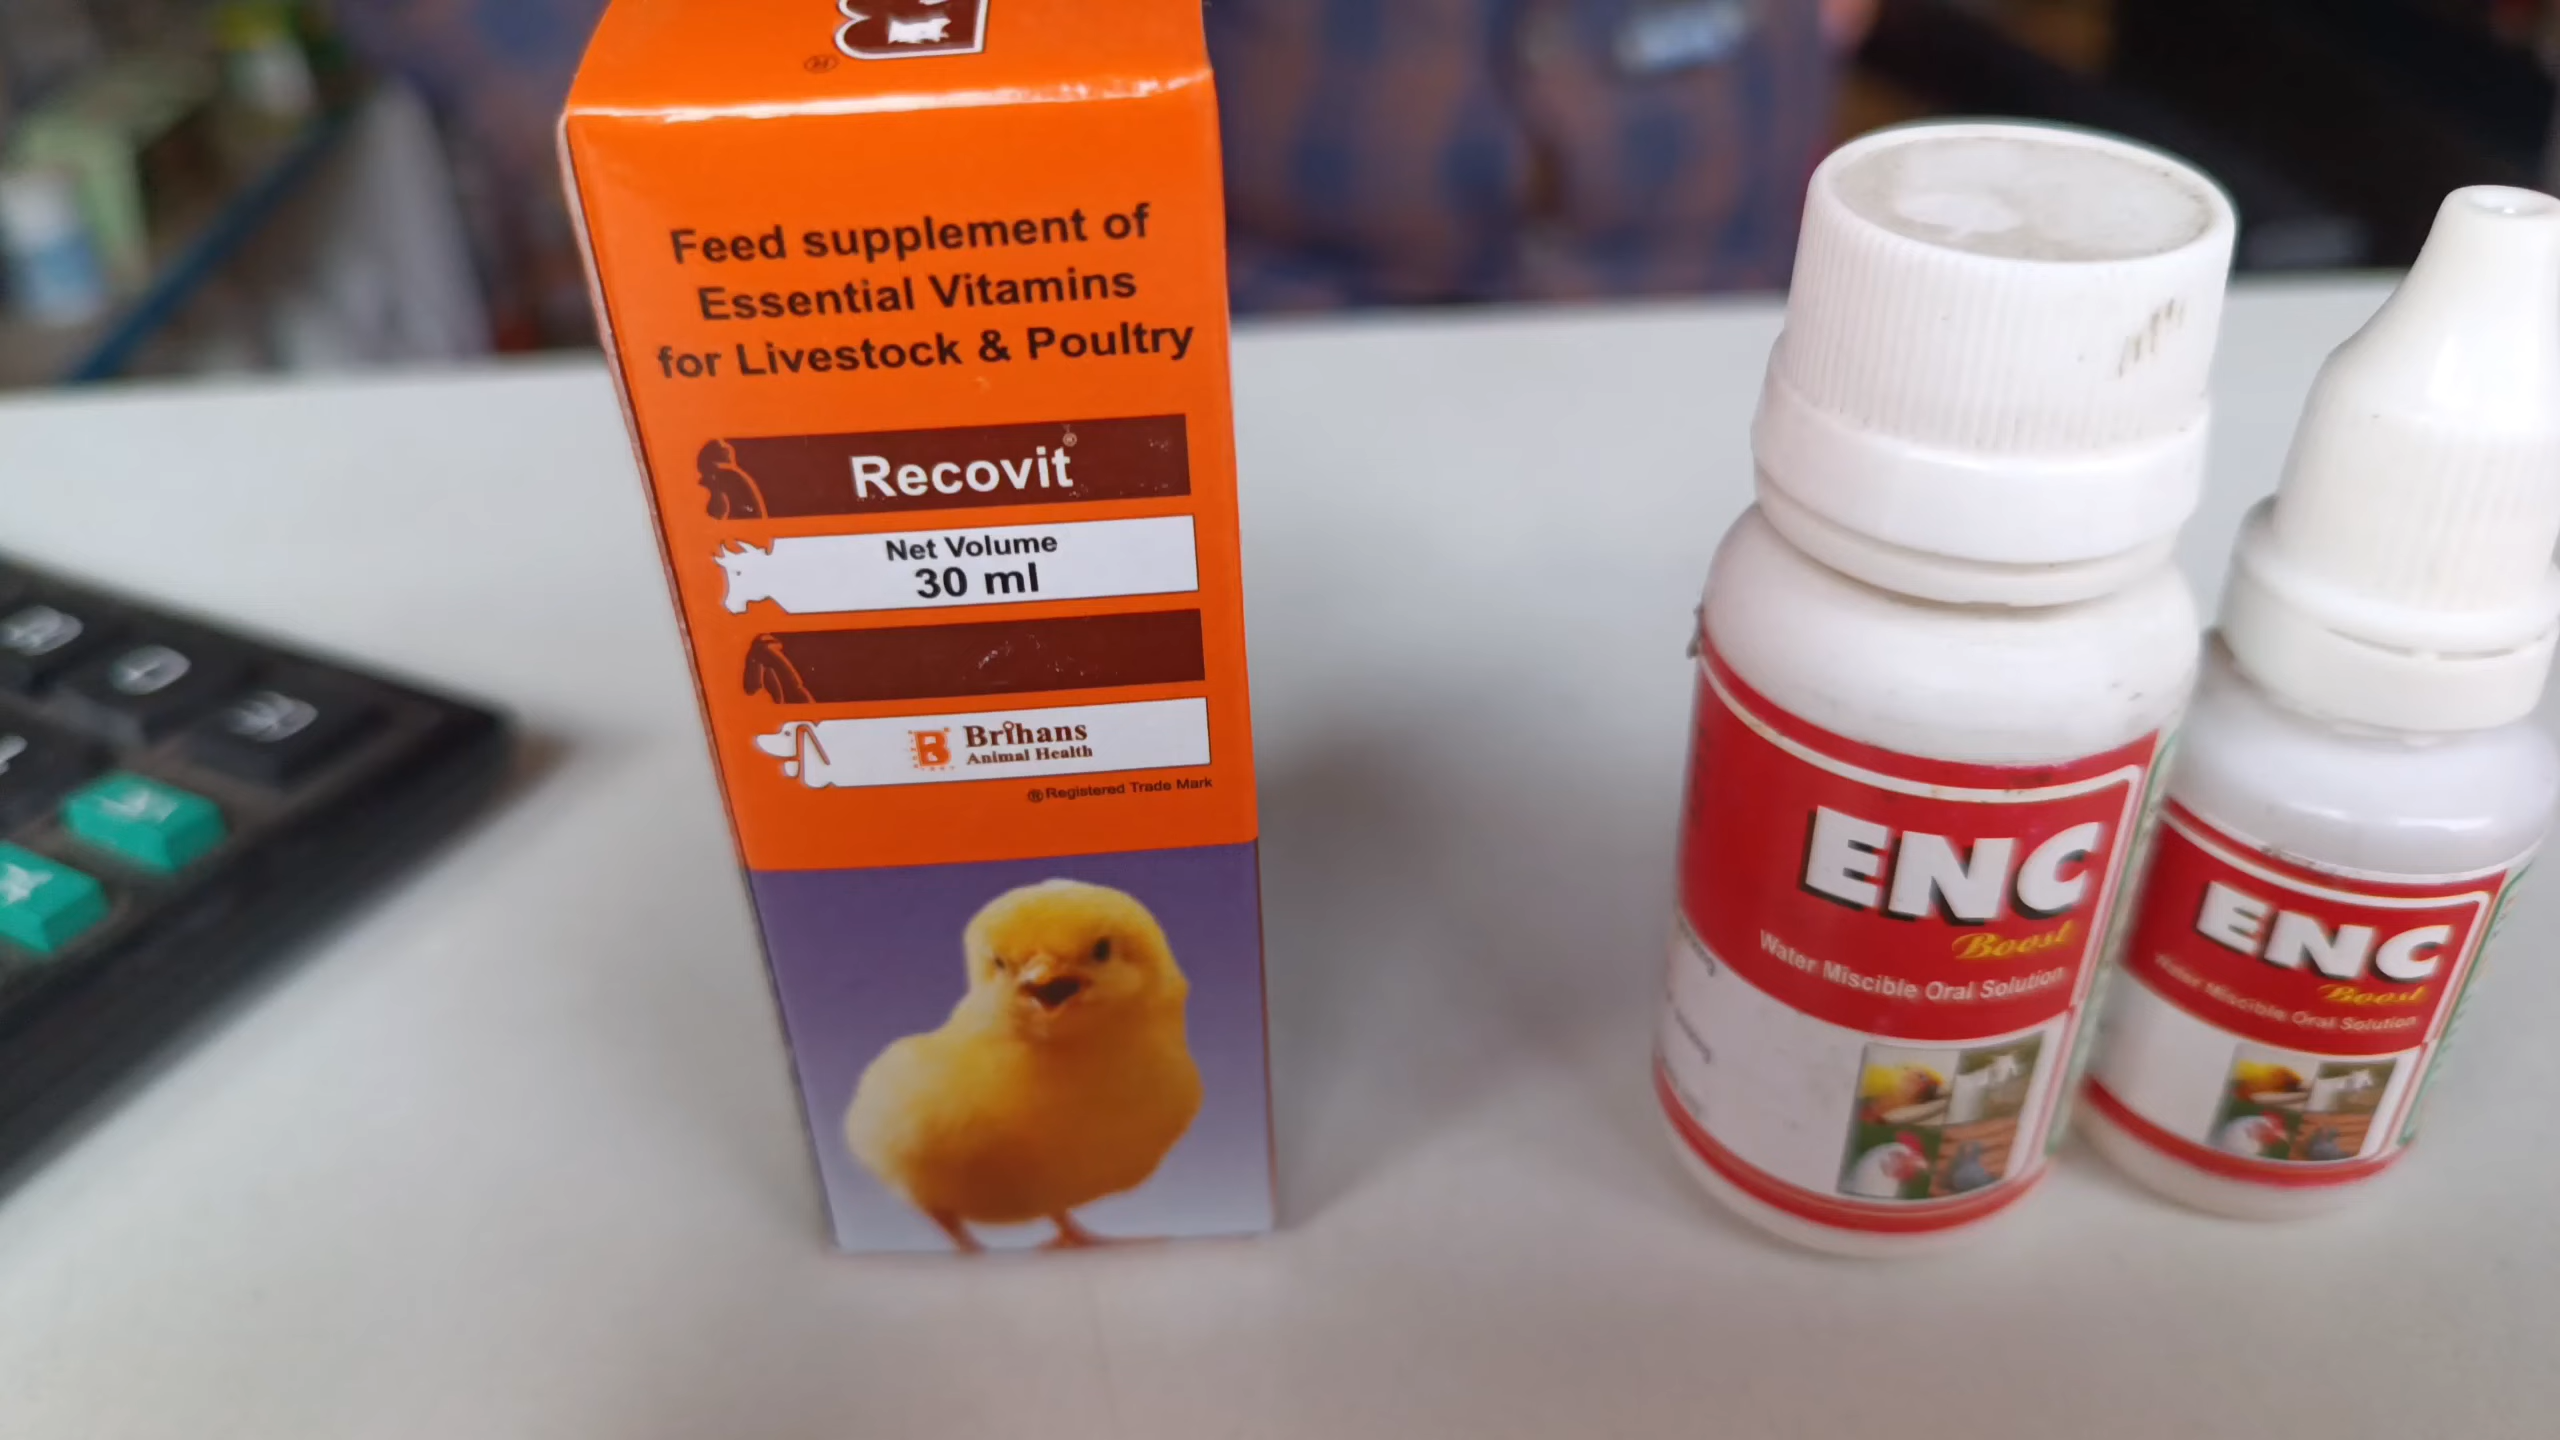 Feed supplement of
Essential Vitamins
for Livestock & Poultry
Recovit®
Net Volume
30 ml
B Brihans
Animal Health
® Registered Trade Mark
ENC
Boost
Water Miscible Oral Solution
ENC
Boost
Water Miscible Oral Solution